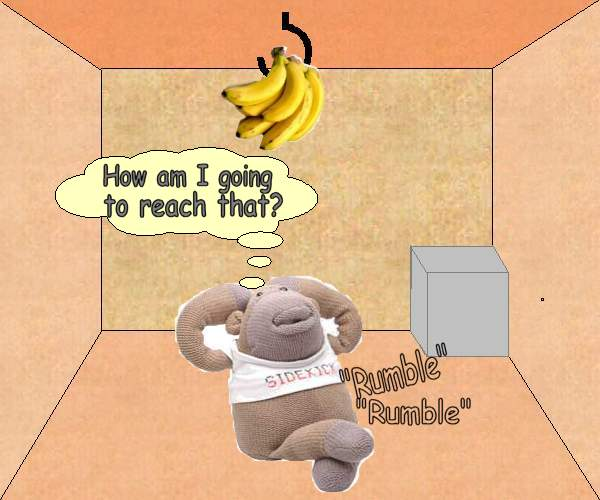 How am I going
to reach that?
SIDEKICK
"Rumble"
"Rumble"